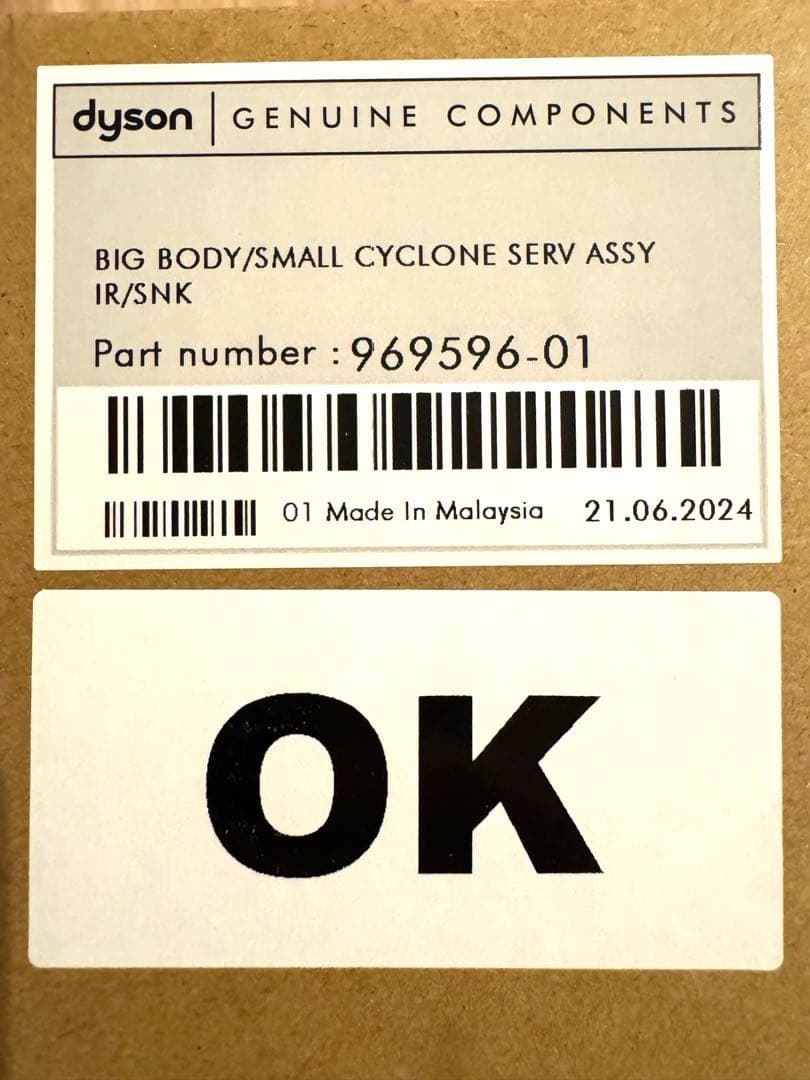 dyson | GENUINE COMPONENTS
BIG BODY/SMALL CYCLONE SERV ASSY
IR/SNK
Part number : 969596-01
01 Made In Malaysia 21.06.2024
OK